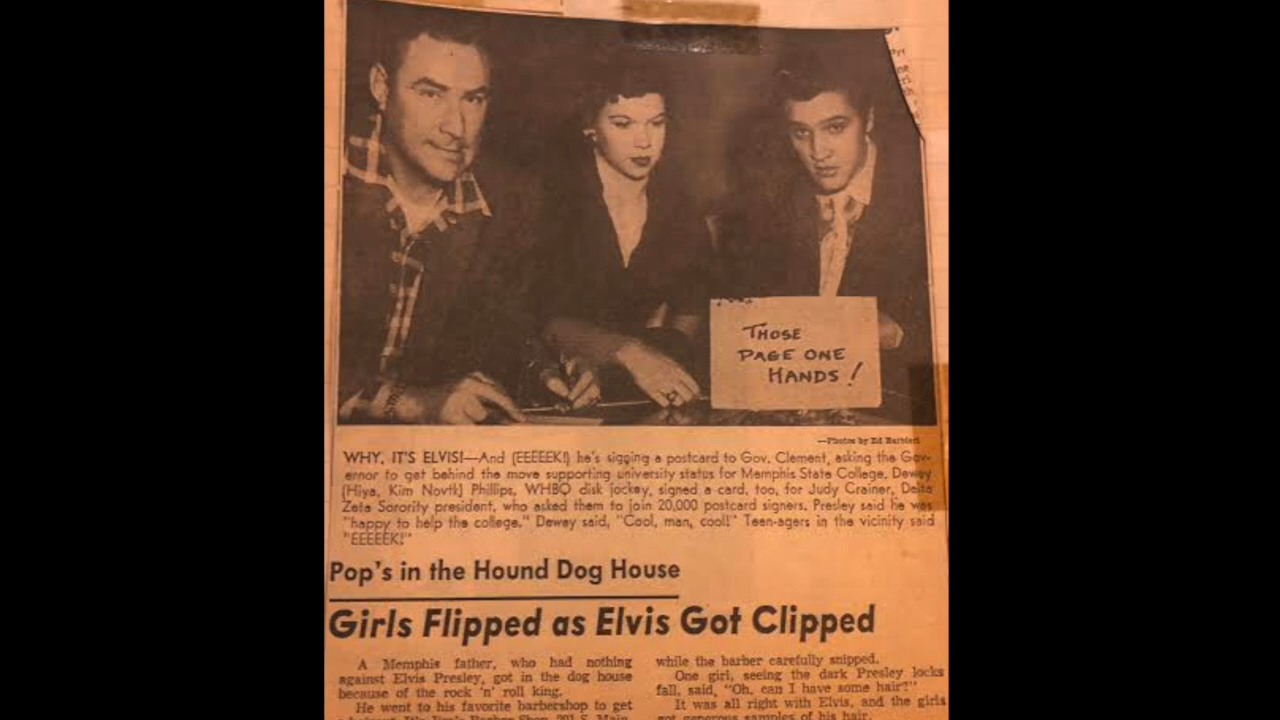 THOSE
PAGE ONE
HANDS!
—Photos by Ed Barbieri
WHY, IT'S ELVIS!—And (EEEEEK!) he's signing a postcard to Gov. Clement, asking the Gov-
ernor to get behind the move supporting university status for Memphis State College. Dewey
(Hiya, Kim Novtk) Phillips, WHBQ disk jockey, signed a card, too, for Judy Crainer, Delta
Zeta Sorority president, who asked them to join 20,000 postcard signers. Presley said he was
"happy to help the college." Dewey said, "Cool, man, cool!" Teen-agers in the vicinity said
"EEEEEK!"
Pop's in the Hound Dog House
Girls Flipped as Elvis Got Clipped
A Memphis father, who had nothing
against Elvis Presley, got in the dog house
because of the rock 'n' roll king.
He went to his favorite barbershop to get
while the barber carefully snipped.
One girl, seeing the dark Presley locks
fall, said, "Oh, can I have some hair?"
It was all right with Elvis, and the girls
got generous samples of his hair.